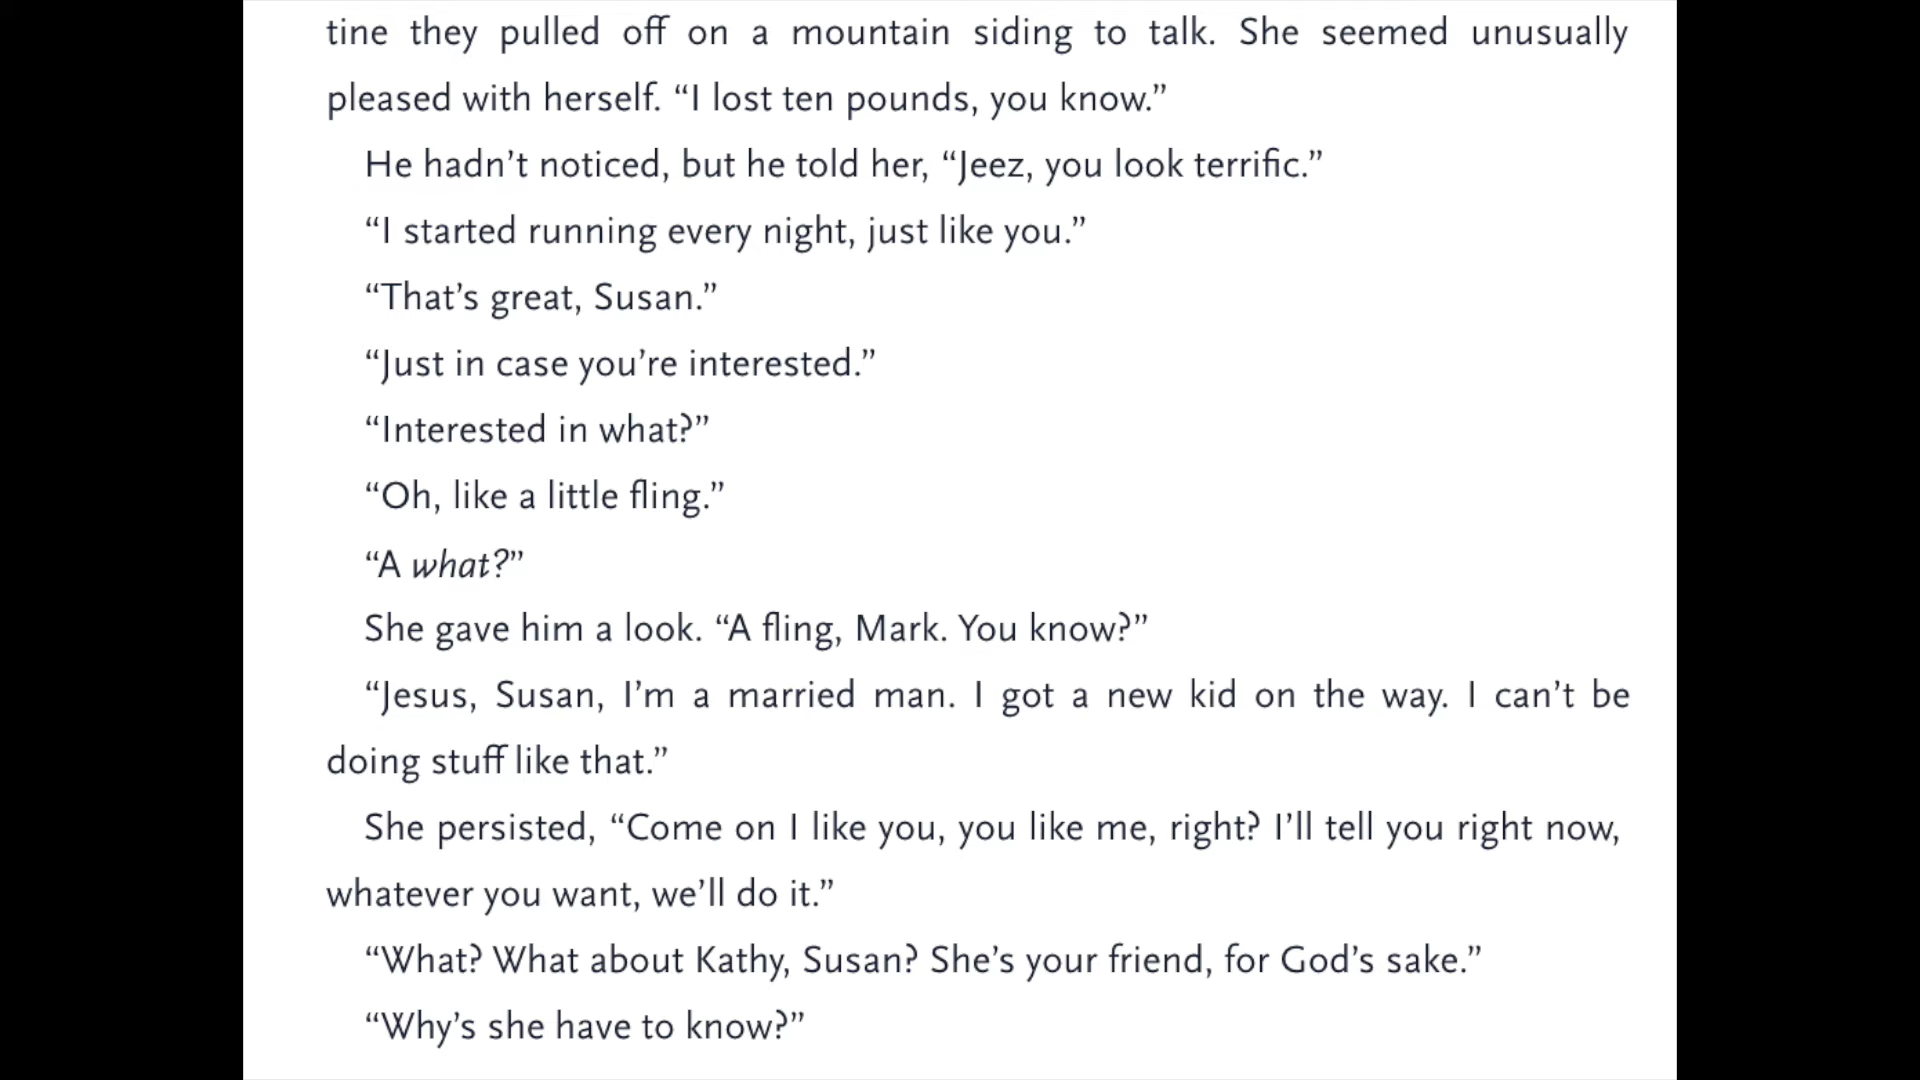 tine they pulled off on a mountain siding to talk. She seemed unusually
pleased with herself. “I lost ten pounds, you know.”
He hadn’t noticed, but he told her, “Jeez, you look terrific.”
“I started running every night, just like you.”
“That’s great, Susan.”
“Just in case you’re interested.”
“Interested in what?”
“Oh, like a little fling.”
“A what?”
She gave him a look. “A fling, Mark. You know?”
“Jesus, Susan, I’m a married man. I got a new kid on the way. I can’t be
doing stuff like that.”
She persisted, “Come on I like you, you like me, right? I’ll tell you right now,
whatever you want, we’ll do it.”
“What? What about Kathy, Susan? She’s your friend, for God’s sake.”
“Why’s she have to know?”